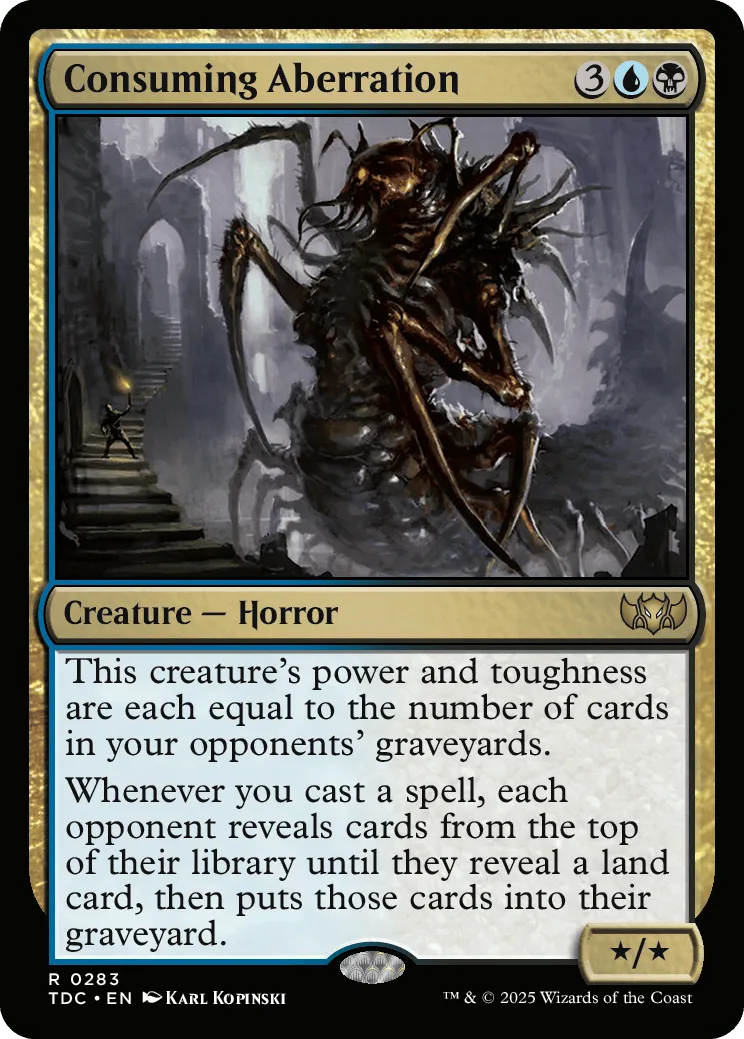 Consuming Aberration 3
Creature — Horror
This creature's power and toughness
are each equal to the number of cards
in your opponents' graveyards.
Whenever you cast a spell, each
opponent reveals cards from the top
of their library until they reveal a land
card, then puts those cards into their
graveyard.
★/★
R 0283
TDC • EN Karl Kopinski
™ & © 2025 Wizards of the Coast